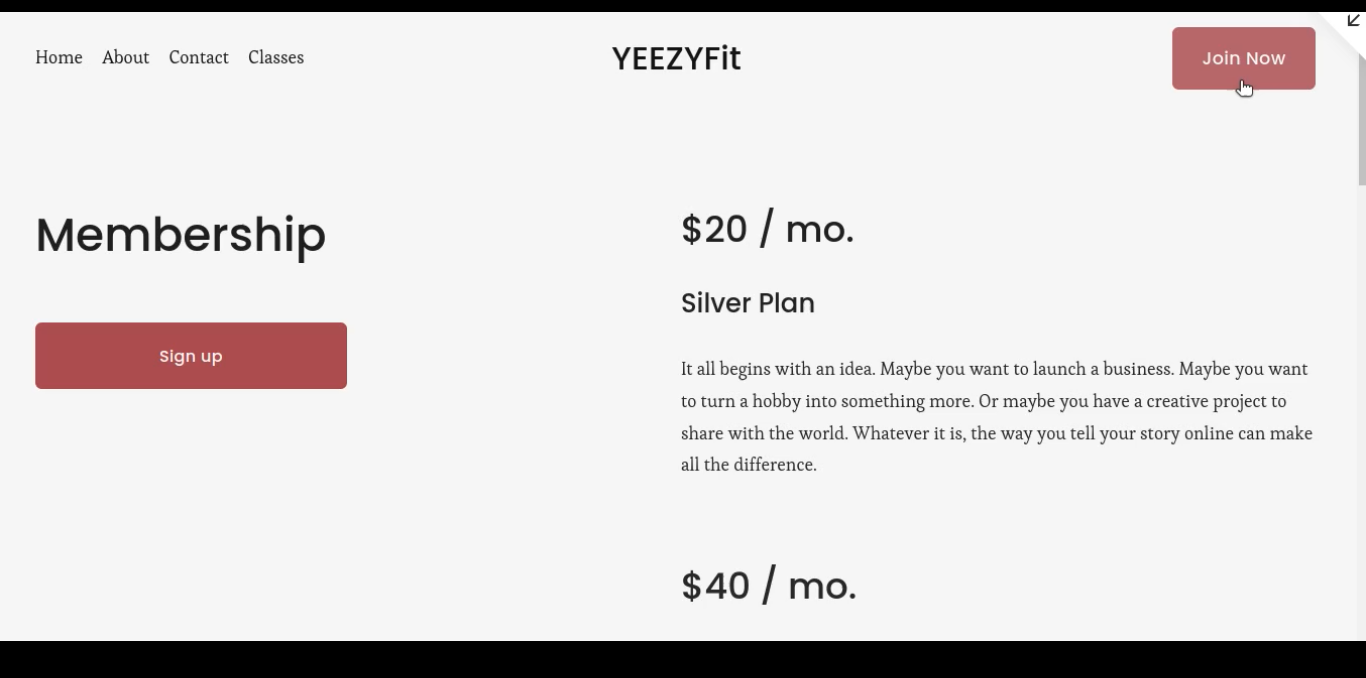 Home About Contact Classes
YEEZYFit
Join Now
Membership
Sign up
$20 / mo.
Silver Plan
It all begins with an idea. Maybe you want to launch a business. Maybe you want
to turn a hobby into something more. Or maybe you have a creative project to
share with the world. Whatever it is, the way you tell your story online can make
all the difference.
$40 / mo.